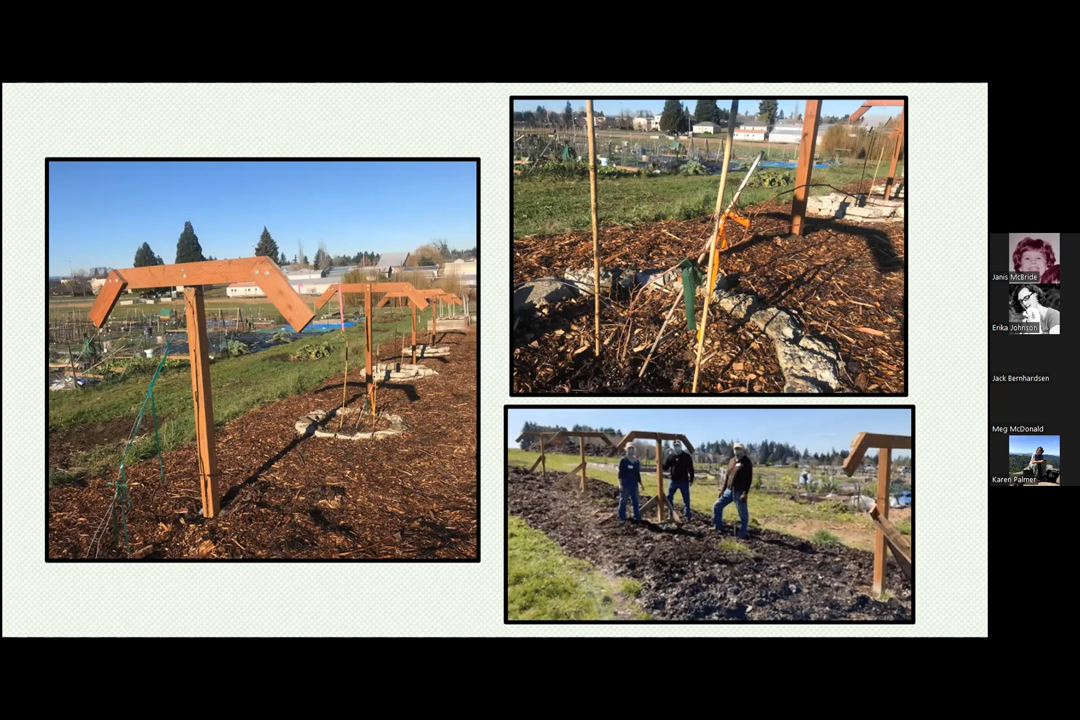 Janis McBride
Erika Johnson
Jack Bernhardsen
Meg McDonald
Karen Palmer